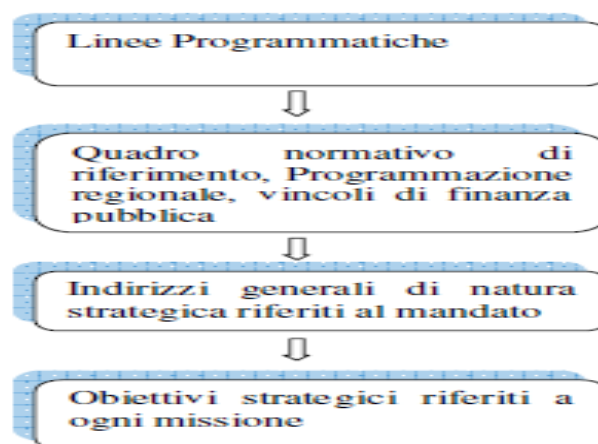 Linee Programmatiche
Quadro normativo di
riferimento, Programmazione
regionale, vincoli di finanza
pubblica
Indirizzi generali di natura
strategica riferiti al mandato
Obiettivi strategici riferiti a
ogni missione